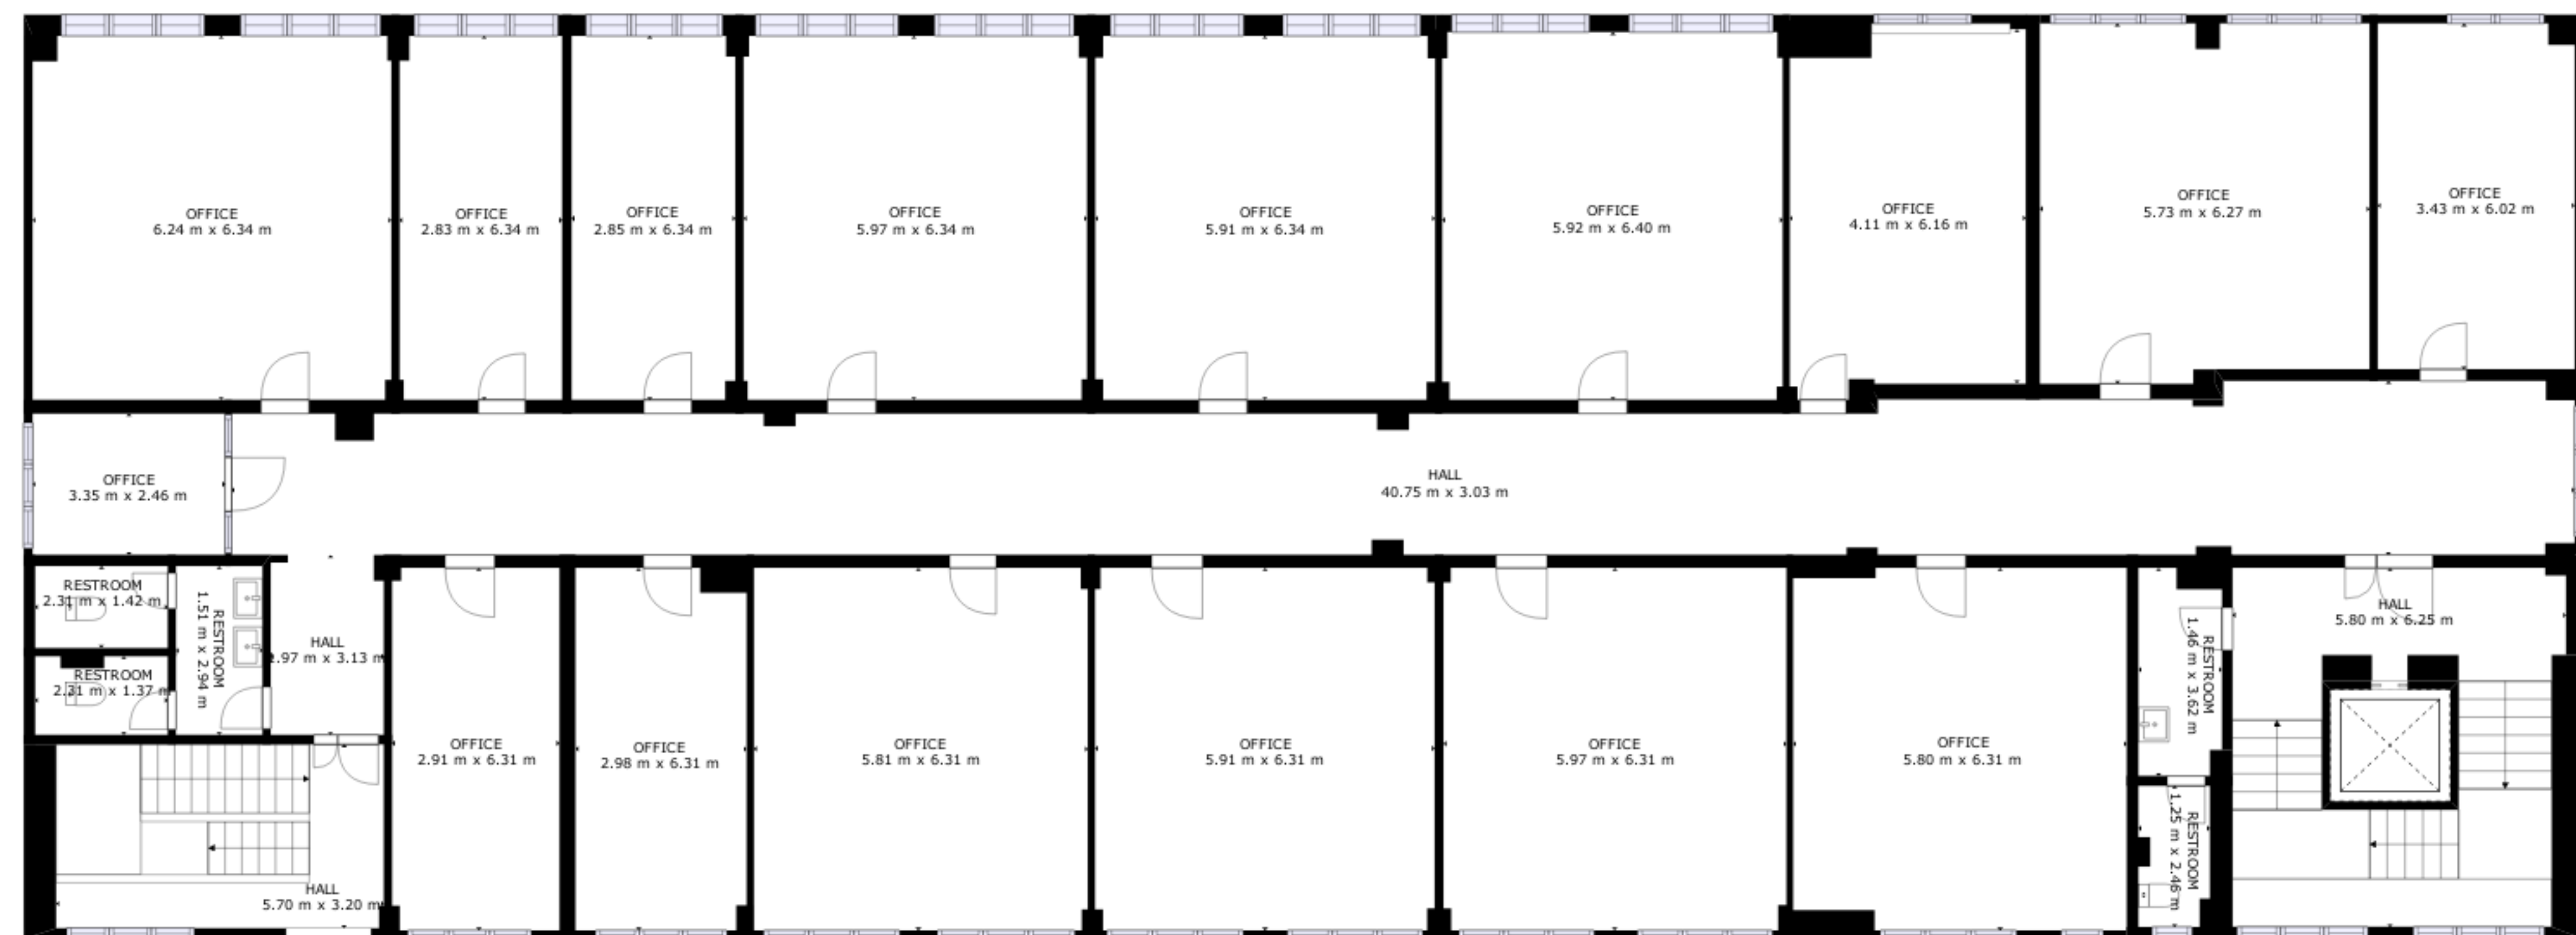 OFFICE
6.24 m x 6.34 m
OFFICE
2.83 m x 6.34 m
OFFICE
2.85 m x 6.34 m
OFFICE
5.97 m x 6.34 m
OFFICE
5.91 m x 6.34 m
OFFICE
5.92 m x 6.40 m
OFFICE
4.11 m x 6.16 m
OFFICE
5.73 m x 6.27 m
OFFICE
3.43 m x 6.02 m
OFFICE
3.35 m x 2.46 m
HALL
40.75 m x 3.03 m
RESTROOM
2.31 m x 1.42 m
RESTROOM
2.31 m x 1.37 m
RESTROOM
1.51 m x 2.94 m
HALL
2.97 m x 3.13 m
HALL
5.70 m x 3.20 m
OFFICE
2.91 m x 6.31 m
OFFICE
2.98 m x 6.31 m
OFFICE
5.81 m x 6.31 m
OFFICE
5.91 m x 6.31 m
OFFICE
5.97 m x 6.31 m
OFFICE
5.80 m x 6.31 m
RESTROOM
1.46 m x 3.62 m
RESTROOM
1.25 m x 2.46 m
HALL
5.80 m x 6.25 m